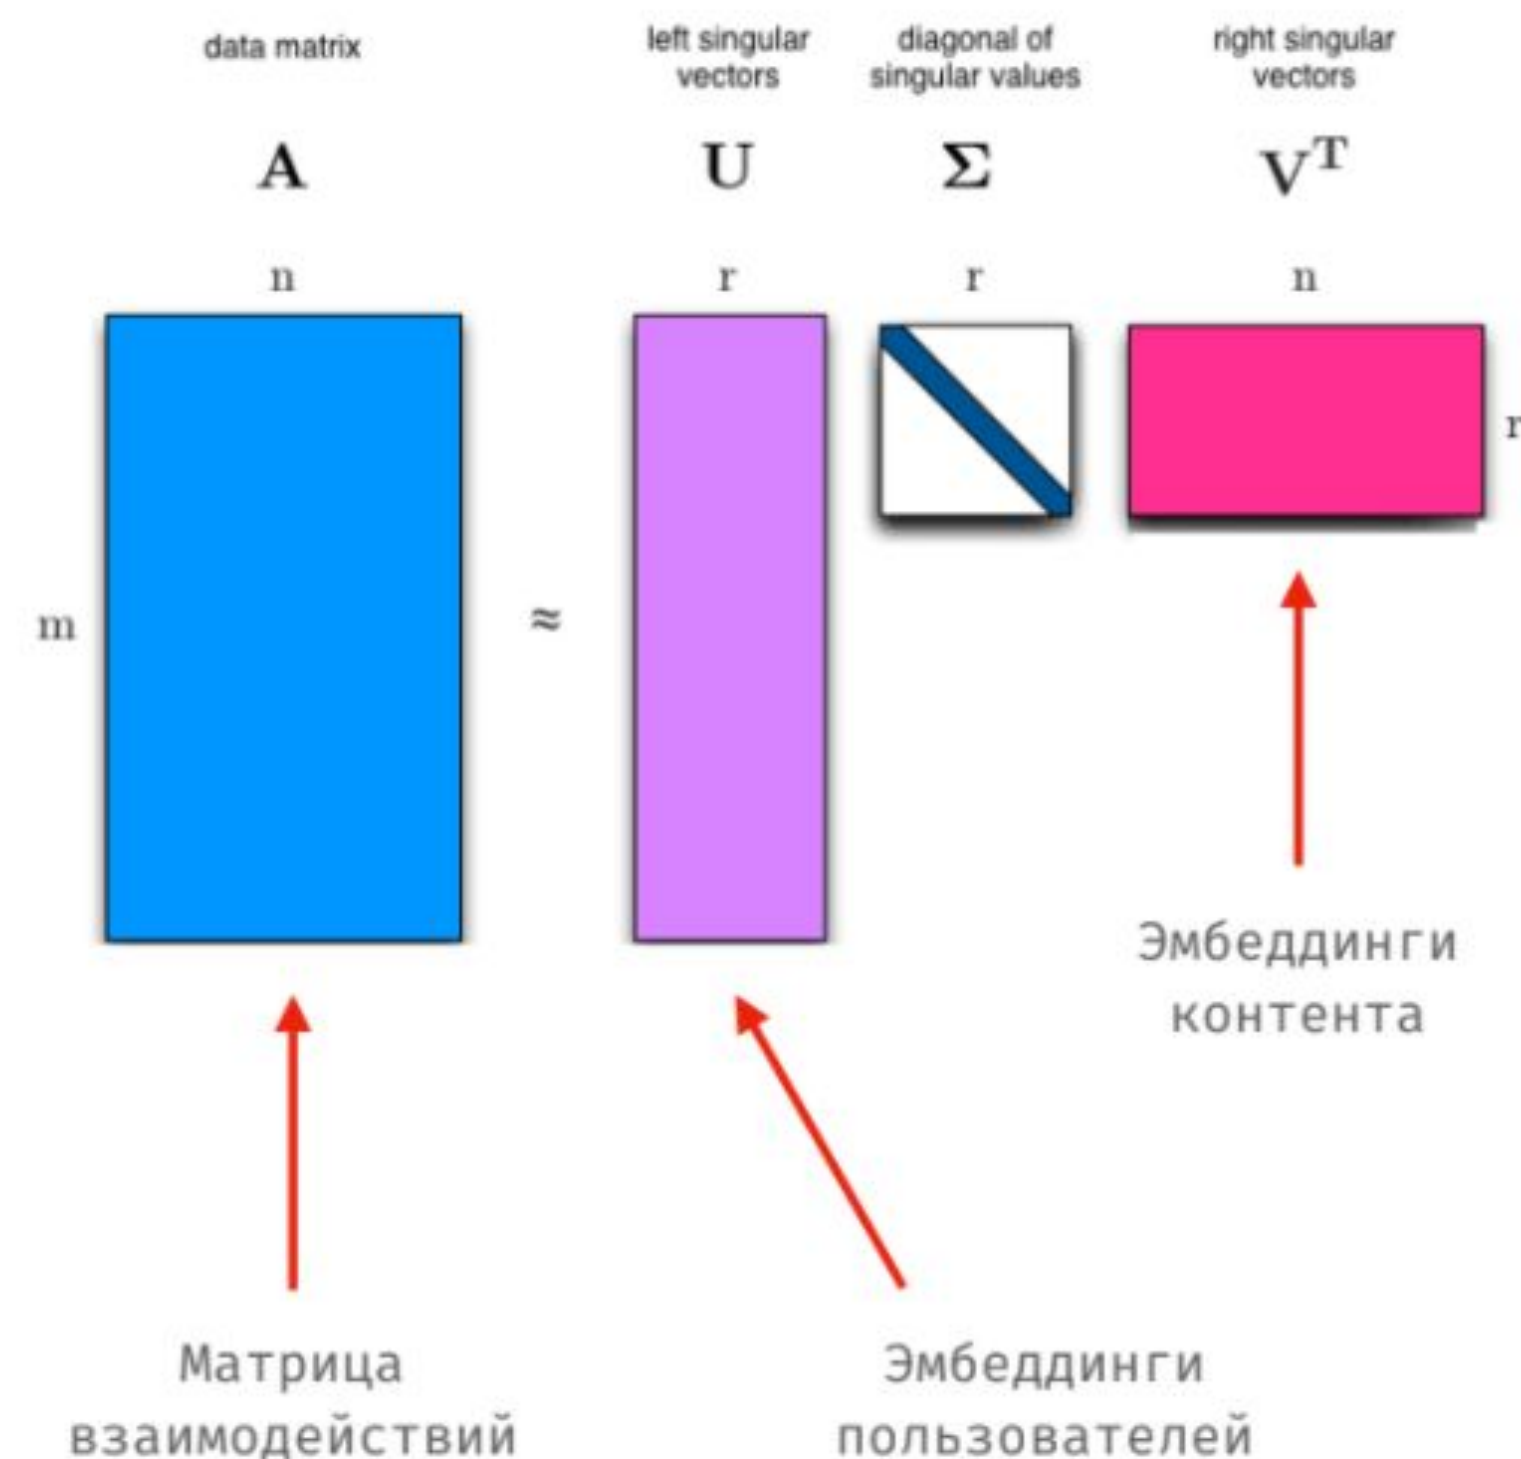 data matrix
left singular
vectors
diagonal of
singular values
right singular
vectors
A
U
Σ
V^T
n
r
r
n
m
≈
r
Эмбеддинги
контента
Матрица
взаимодействий
Эмбеддинги
пользователей